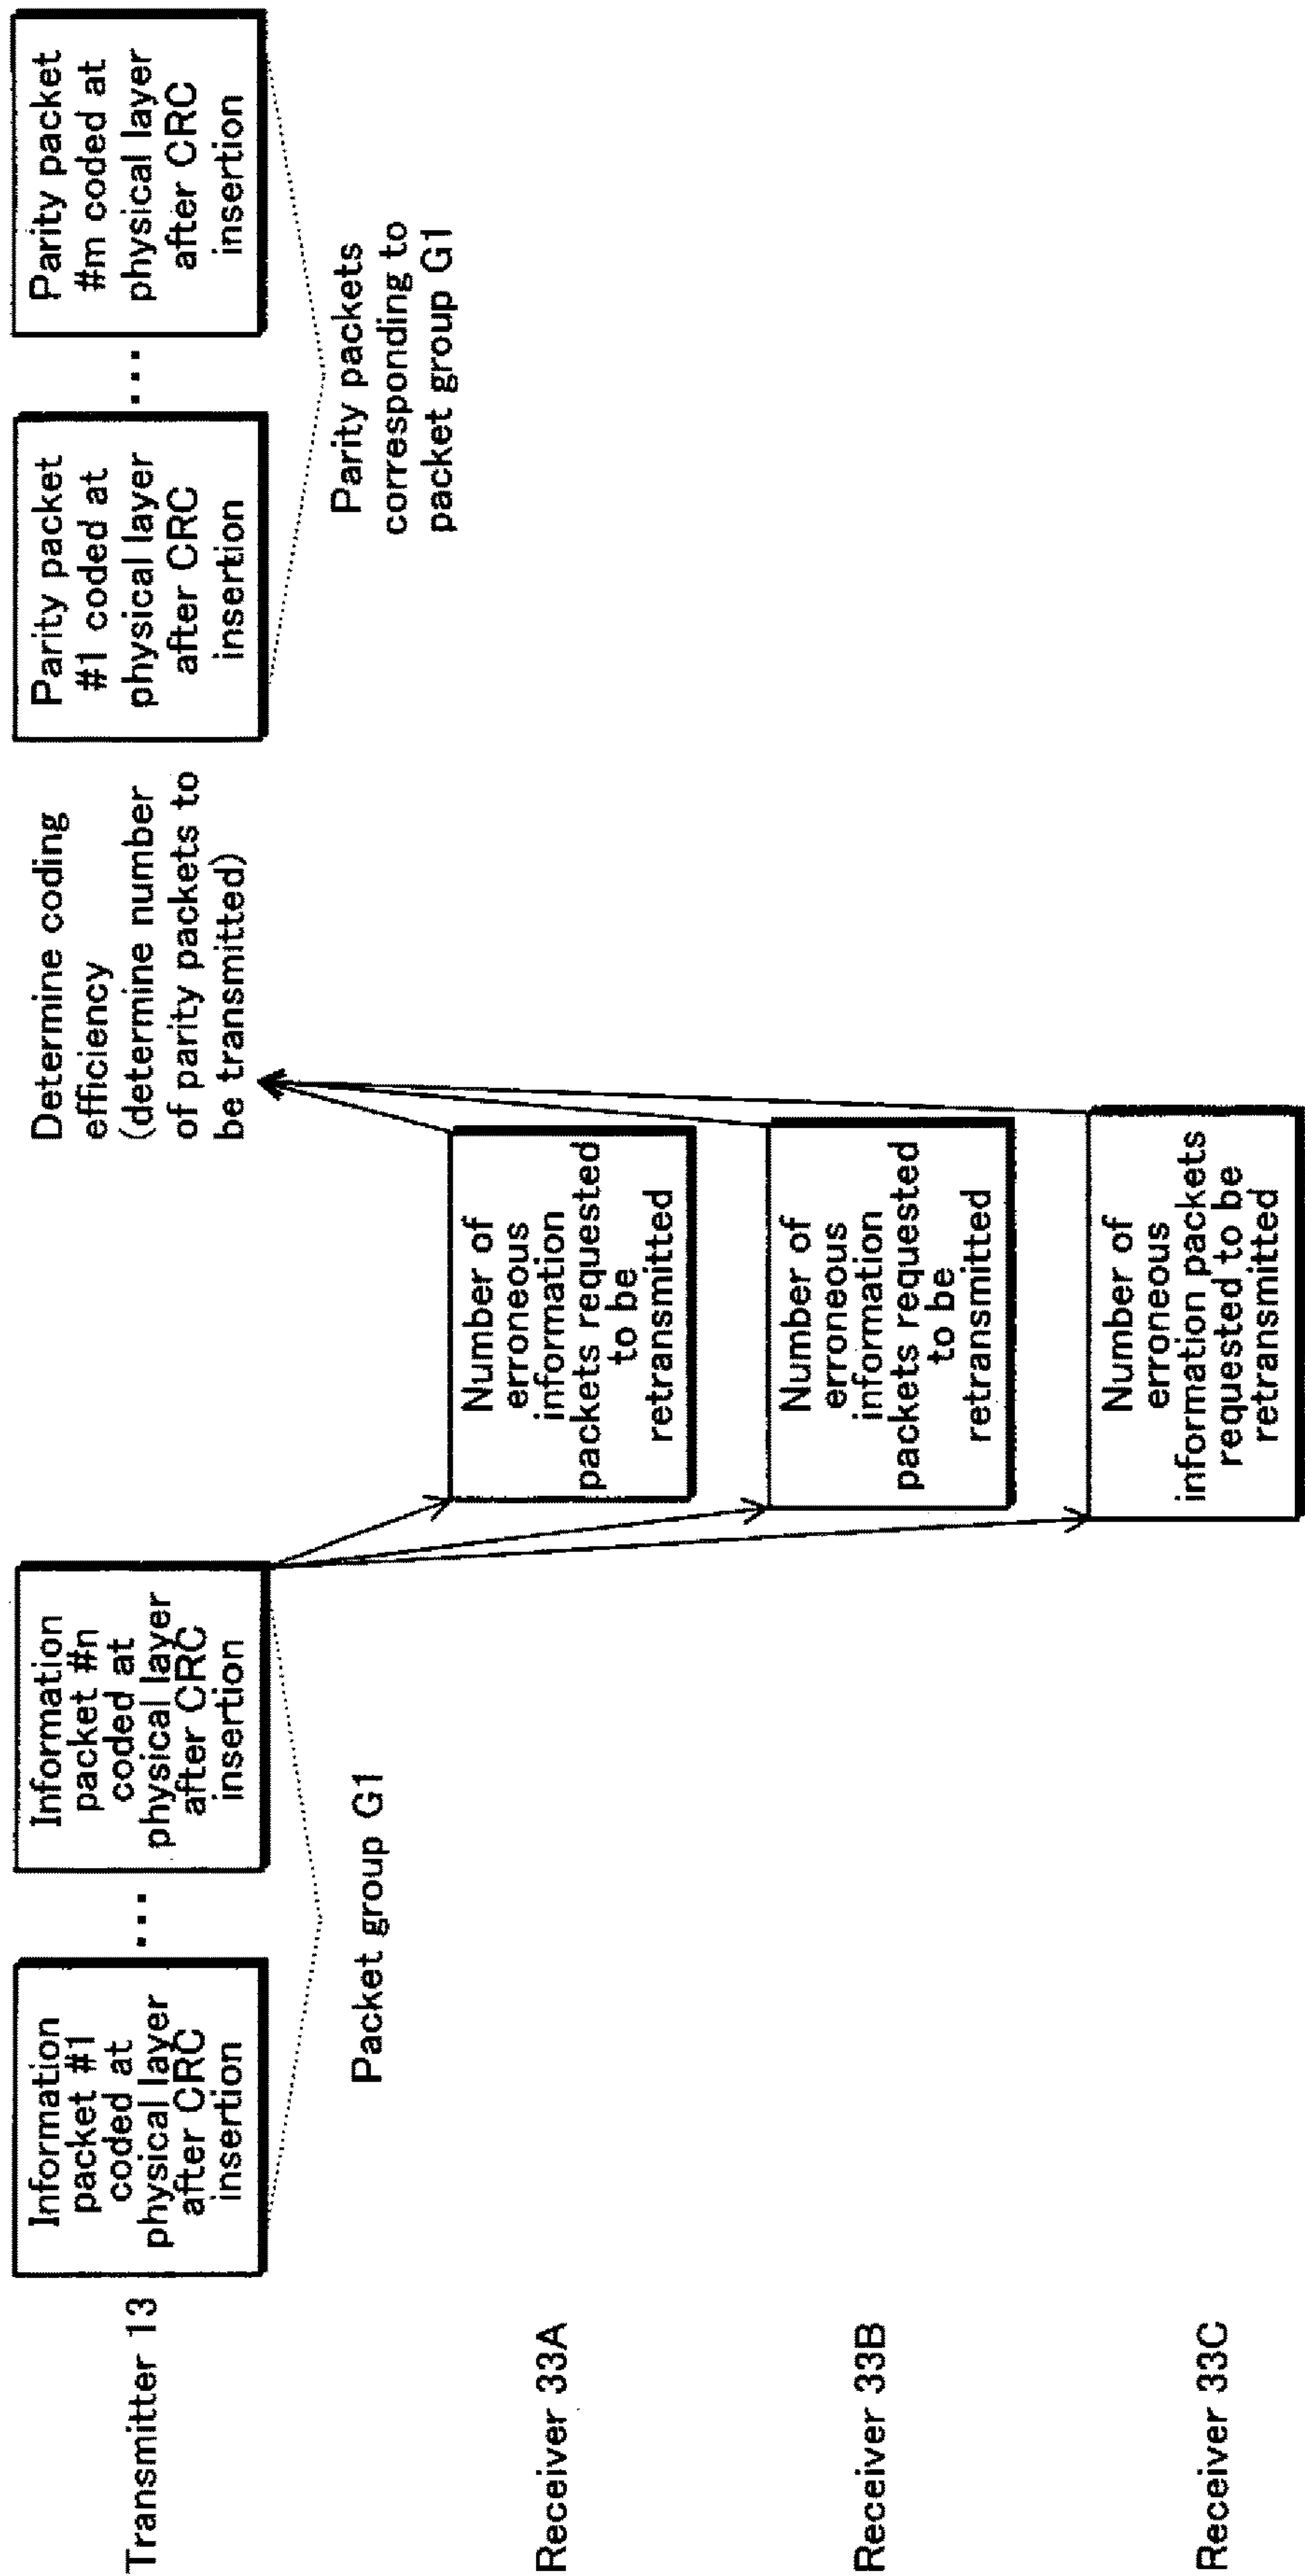 Transmitter 13
Information
packet #1
coded at
physical layer
after CRC
insertion
...
Information
packet #n
coded at
physical layer
after CRC
insertion
Packet group G1
Determine coding
efficiency
(determine number
of parity packets to
be transmitted)
Parity packet
#1 coded at
physical layer
after CRC
insertion
...
Parity packet
#m coded at
physical layer
after CRC
insertion
Parity packets
corresponding to
packet group G1
Receiver 33A
Number of
erroneous
information
packets requested
to be
retransmitted
Receiver 33B
Number of
erroneous
information
packets requested
to be
retransmitted
Receiver 33C
Number of
erroneous
information packets
requested to be
retransmitted